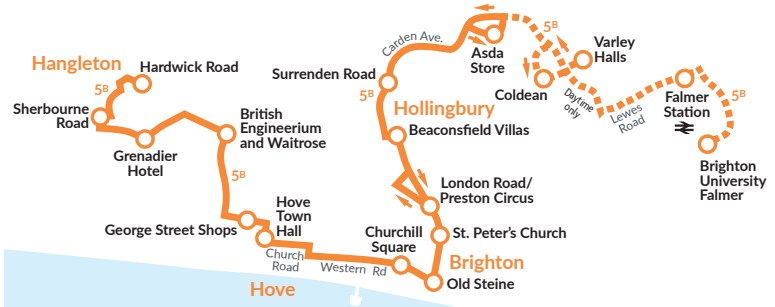 Hangleton
Hardwick Road
5B
Sherbourne
Road
Grenadier
Hotel
British
Engineerium
and Waitrose
5B
George Street Shops
Hove
Town
Hall
Church
Road
Western Rd
Hove
Churchill
Square
Old Steine
Brighton
St. Peter's Church
London Road/
Preston Circus
Beaconsfield Villas
Hollingbury
5B
Surrenden Road
Carden Ave.
Asda
Store
5B
Varley
Halls
Coldean
Daytime
only
Lewes
Road
Falmer
Station
5B
Brighton
University
Falmer